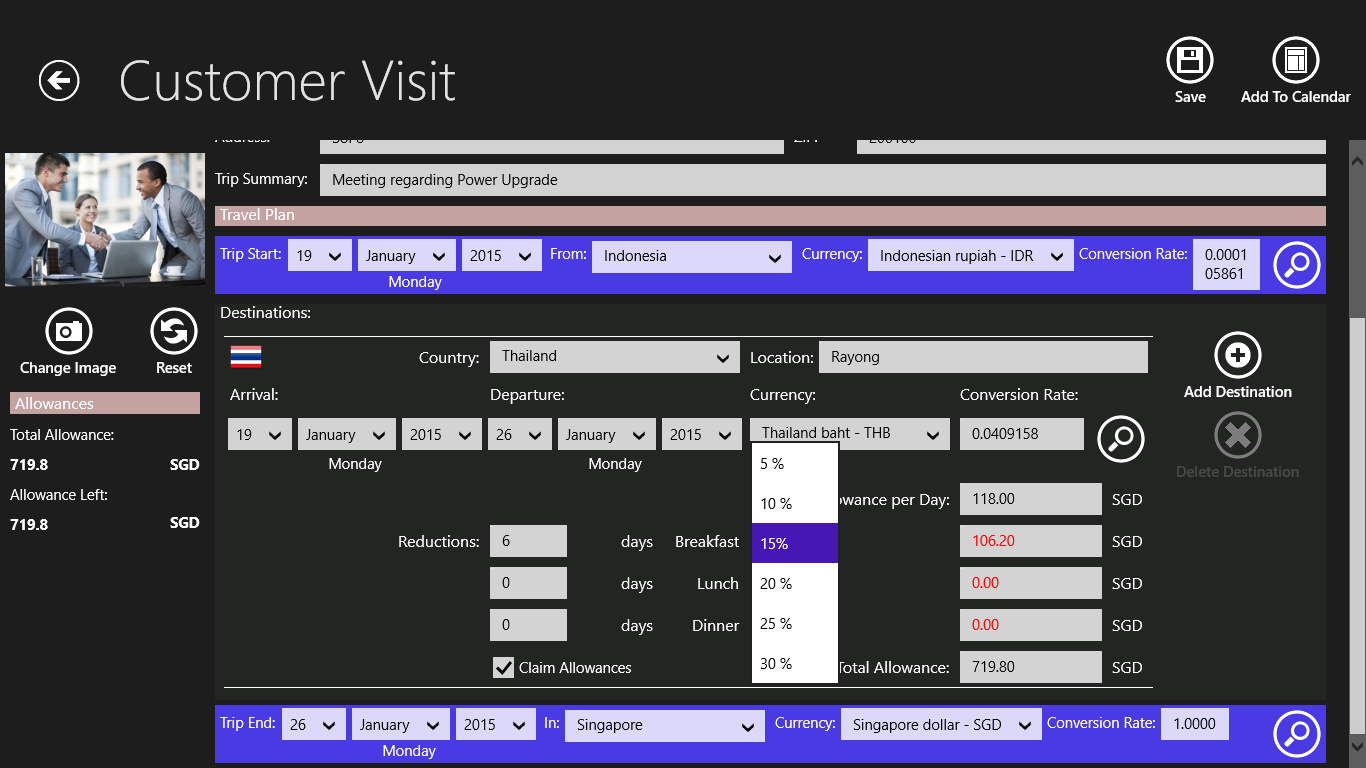 Customer Visit
Save
Add To Calendar
Trip Summary: Meeting regarding Power Upgrade
Travel Plan
Trip Start: 19 January 2015 From: Indonesia Currency: Indonesian rupiah - IDR Conversion Rate: 0.0001
05861
Monday
Change Image
Reset
Allowances
Total Allowance:
719.8 SGD
Allowance Left:
719.8 SGD
Destinations:
Country: Thailand Location: Rayong
Arrival: Departure: Currency: Conversion Rate:
19 January 2015 26 January 2015 Thailand baht - THB 0.0409158
Monday Monday
Add Destination
Delete Destination
5 %
10 %
15%
20 %
25 %
30 %
per Day: 118.00 SGD
Reductions: 6 days Breakfast 106.20 SGD
0 days Lunch 0.00 SGD
0 days Dinner 0.00 SGD
Claim Allowances Total Allowance: 719.80 SGD
Trip End: 26 January 2015 In: Singapore Currency: Singapore dollar - SGD Conversion Rate: 1.0000
Monday